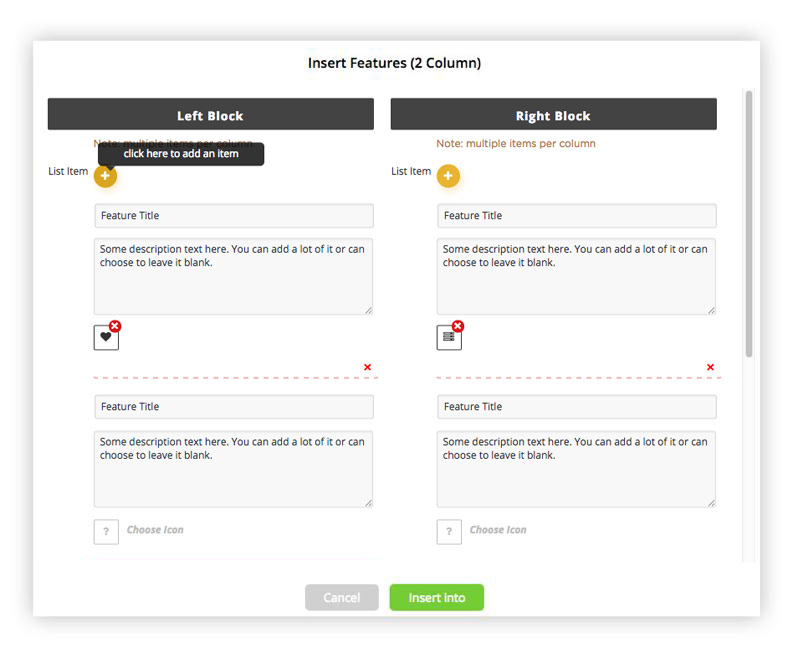 Insert Features (2 Column)
Left Block
Note: multiple items per column
click here to add an item
List Item
Feature Title
Some description text here. You can add a lot of it or can
choose to leave it blank.
Feature Title
Some description text here. You can add a lot of it or can
choose to leave it blank.
? Choose Icon
Right Block
Note: multiple items per column
List Item
Feature Title
Some description text here. You can add a lot of it or can
choose to leave it blank.
Feature Title
Some description text here. You can add a lot of it or can
choose to leave it blank.
? Choose Icon
Cancel
Insert into